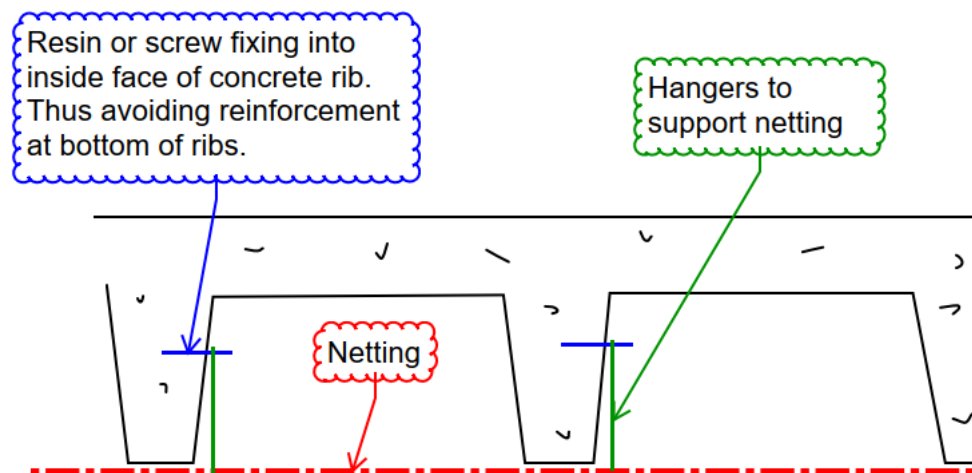 Resin or screw fixing into
inside face of concrete rib.
Thus avoiding reinforcement
at bottom of ribs.
Hangers to
support netting
Netting